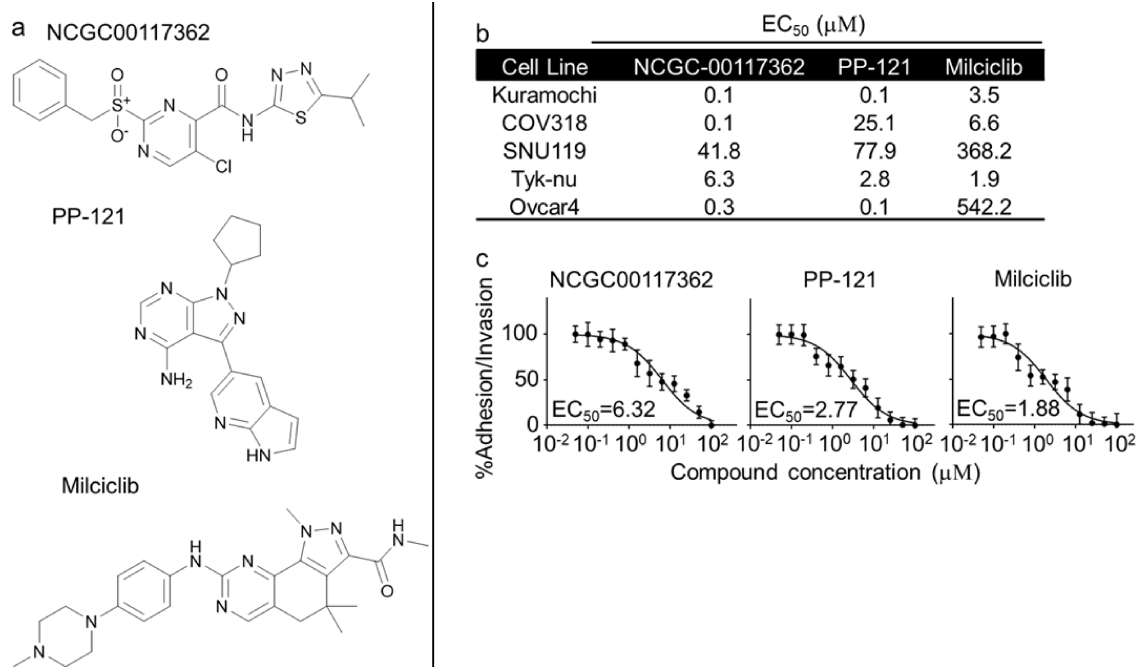 a
NCGC00117362
O
N N
S+
N
N
S
O-
NH
N
Cl
PP-121
N
N
N
N
NH2
N
HN
Milciclib
N
N
H
N
H
N
N
N
O
N
N
b
EC50 (μM)
Cell Line NCGC-00117362 PP-121 Milciclib
Kuramochi 0.1 0.1 3.5
COV318 0.1 25.1 6.6
SNU119 41.8 77.9 368.2
Tyk-nu 6.3 2.8 1.9
Ovcar4 0.3 0.1 542.2
c
NCGC00117362 PP-121 Milciclib
%Adhesion/Invasion
100
50
0
EC50=6.32 EC50=2.77 EC50=1.88
10-2 10-1 100 101 102 10-2 10-1 100 101 102 10-2 10-1 100 101 102
Compound concentration (μM)